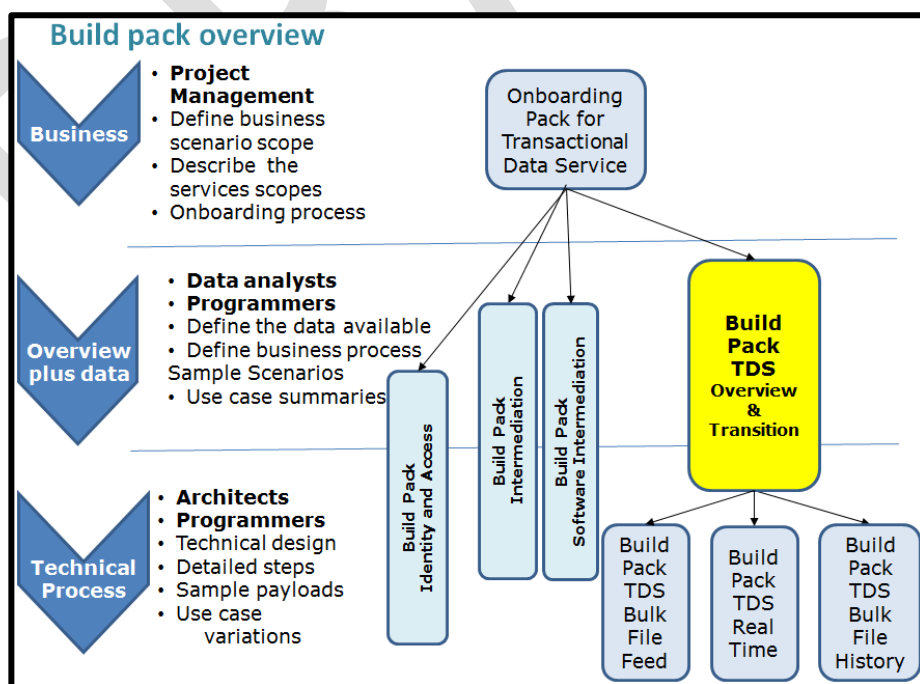 Build pack overview
Business
• Project
Management
• Define business
scenario scope
• Describe the
services scopes
• Onboarding process
Onboarding
Pack for
Transactional
Data Service
Overview
plus data
• Data analysts
• Programmers
• Define the data available
• Define business process
Sample Scenarios
• Use case summaries
Build Pack
Identity and Access
Build Pack
Intermediation
Build Pack
Software Intermediation
Build
Pack
TDS
Overview
&
Transition
Technical
Process
• Architects
• Programmers
• Technical design
• Detailed steps
• Sample payloads
• Use case
variations
Build
Pack
TDS
Bulk
File
Feed
Build
Pack
TDS
Real
Time
Build
Pack
TDS
Bulk
File
History